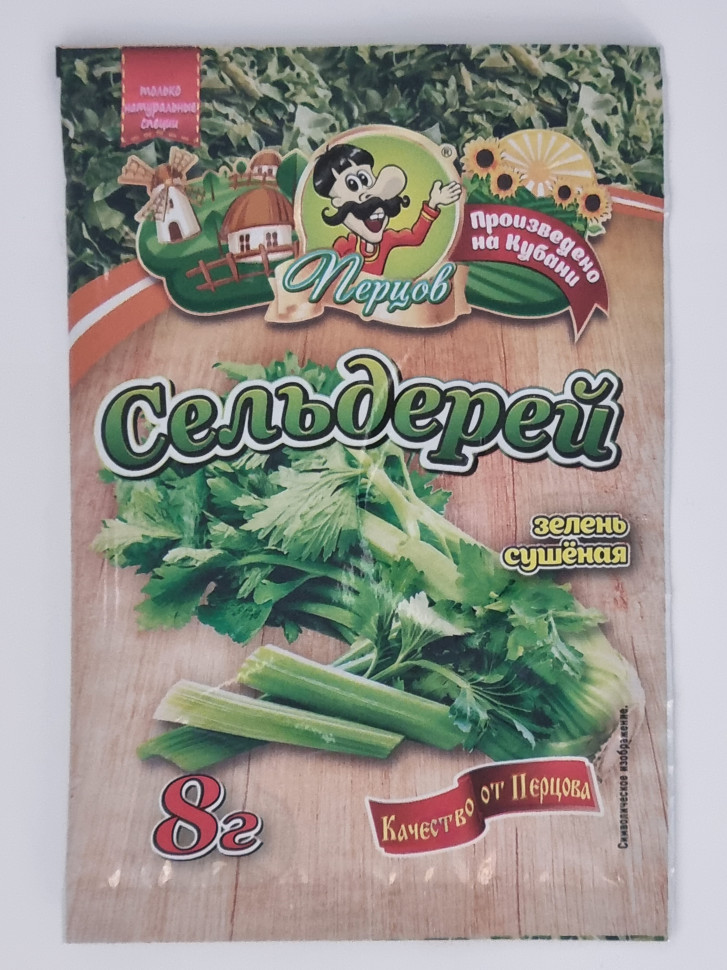 только
натуральные
специи
®
Произведено
на Кубани
Перцов
Сельдерей
зелень
сушёная
8г
Качество от Перцова
Символическое изображение.